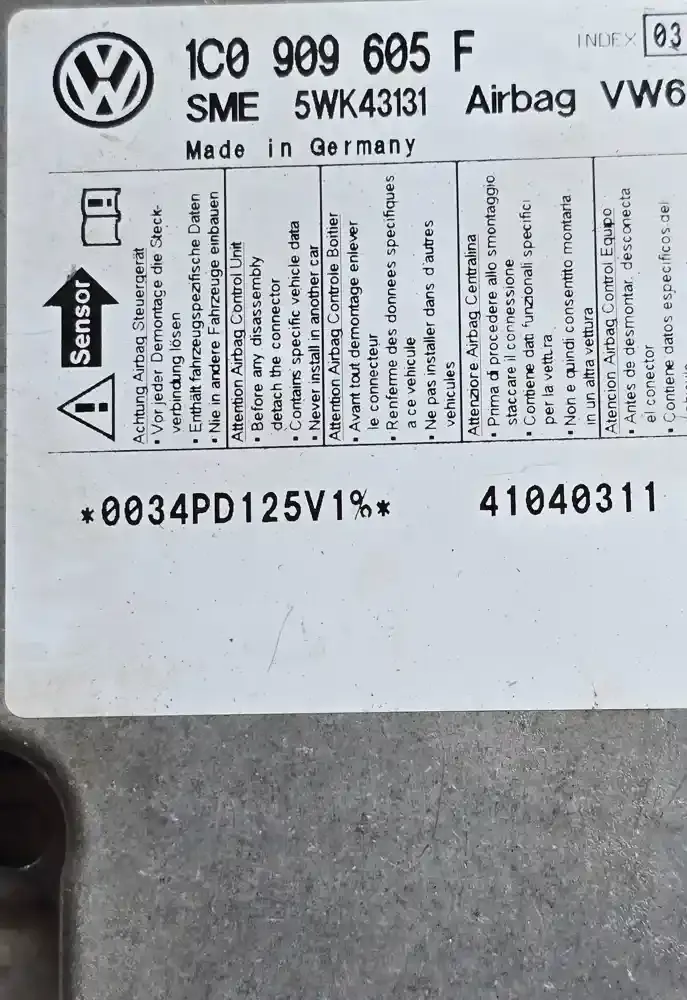 1C0 909 605 F
INDEX 03
SME 5WK43131 Airbag VW6
Made in Germany
Sensor
Achtung Airbag Steuergerät
• Vor jeder Demontage die Steck-
verbindung lösen
• Enthält fahrzeugspezifische Daten
• Nie in andere Fahrzeuge einbauen
Attention Airbag Control Unit
• Before any disassembly
detach the connector
• Contains specific vehicle data
• Never install in another car
Attention Airbag Controle Boitier
• Avant tout demontage enlever
le connecteur
• Renferme des donnees specifiques
a ce vehicule
• Ne pas installer dans d'autres
vehicules
Attenzione Airbag Centralina
• Prima di procedere allo smontaggio
staccare il connessione
• Contiene dati funzionali specifici
per la vettura
• Non e quindi consentito montarla
in un altra vettura
Atencion Airbag Control Equipo
• Antes de desmontar, desconecta
el conector
• Contiene datos especificos del
*0034PD125V1%*
41040311